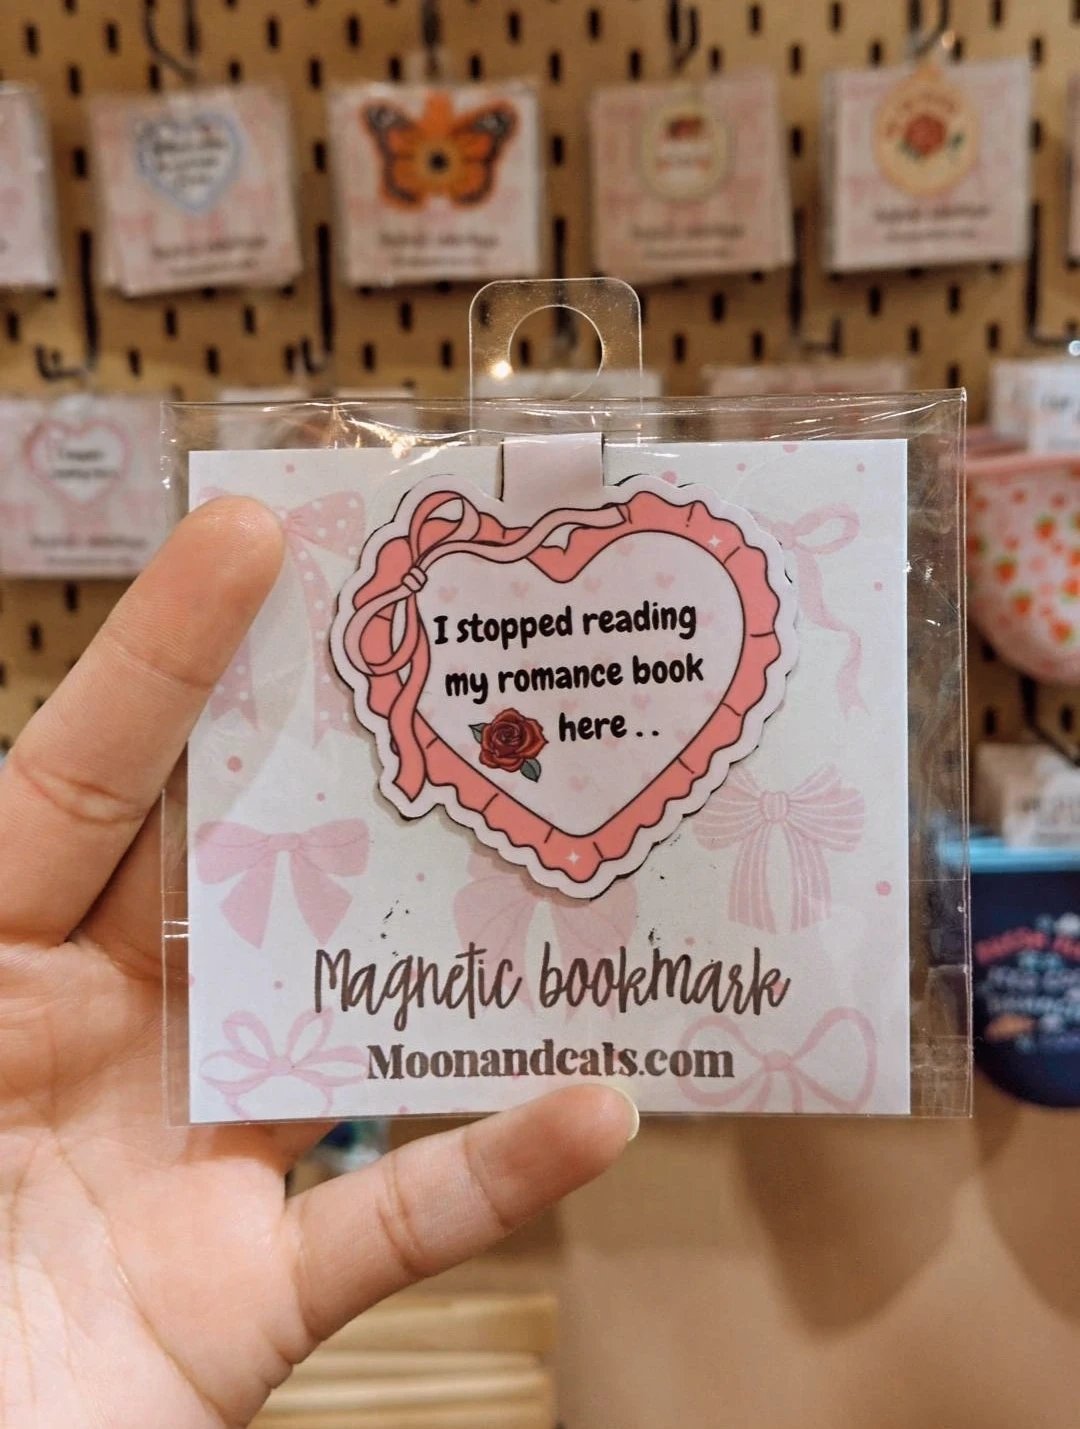 I stopped reading
my romance book
here . .
Magnetic bookmark
Moonandcats.com